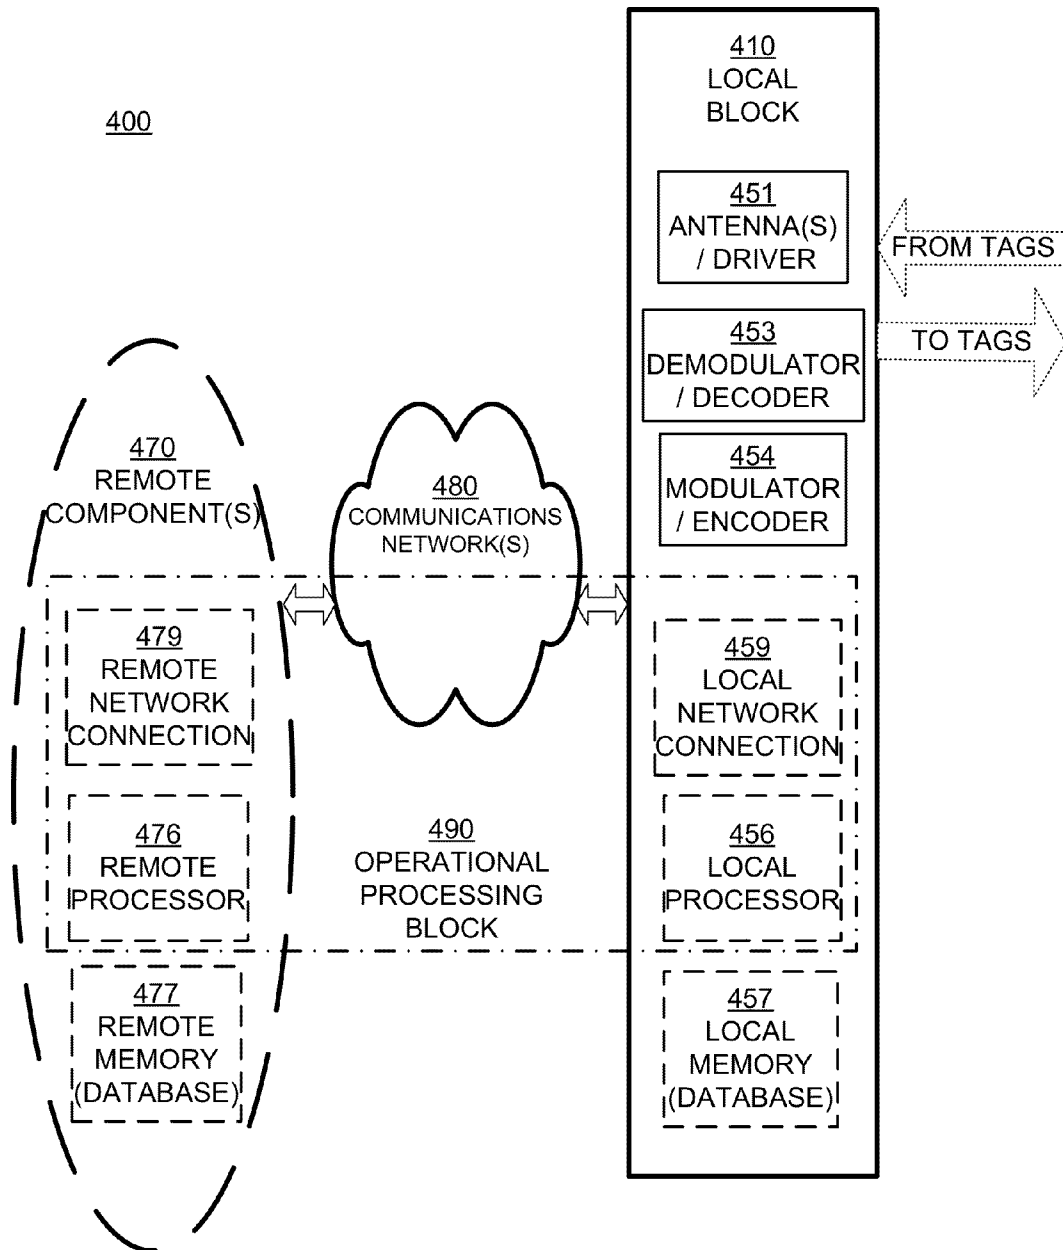 400
410
LOCAL
BLOCK
451
ANTENNA(S)
/ DRIVER
FROM TAGS
453
DEMODULATOR
/ DECODER
TO TAGS
454
MODULATOR
/ ENCODER
470
REMOTE
COMPONENT(S)
480
COMMUNICATIONS
NETWORK(S)
479
REMOTE
NETWORK
CONNECTION
459
LOCAL
NETWORK
CONNECTION
476
REMOTE
PROCESSOR
490
OPERATIONAL
PROCESSING
BLOCK
456
LOCAL
PROCESSOR
477
REMOTE
MEMORY
(DATABASE)
457
LOCAL
MEMORY
(DATABASE)